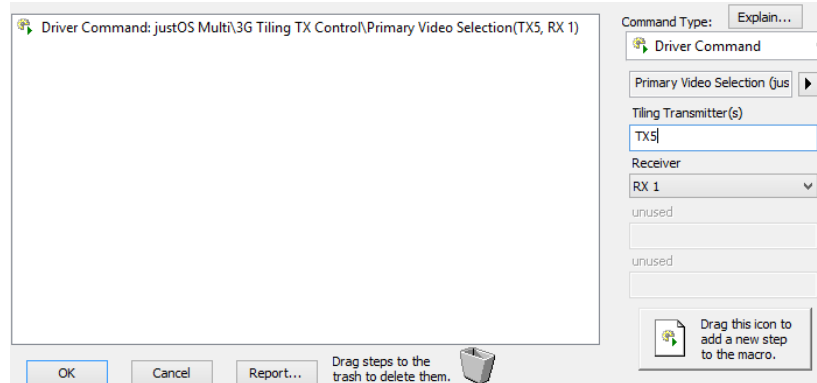 Driver Command: justOS Multi\3G Tiling TX Control\Primary Video Selection(TX5, RX 1)
Command Type:
Explain...
Driver Command
Primary Video Selection (jus
Tiling Transmitter(s)
TX5
Receiver
RX 1
unused
unused
Drag this icon to
add a new step
to the macro.
OK
Cancel
Report...
Drag steps to the
trash to delete them.